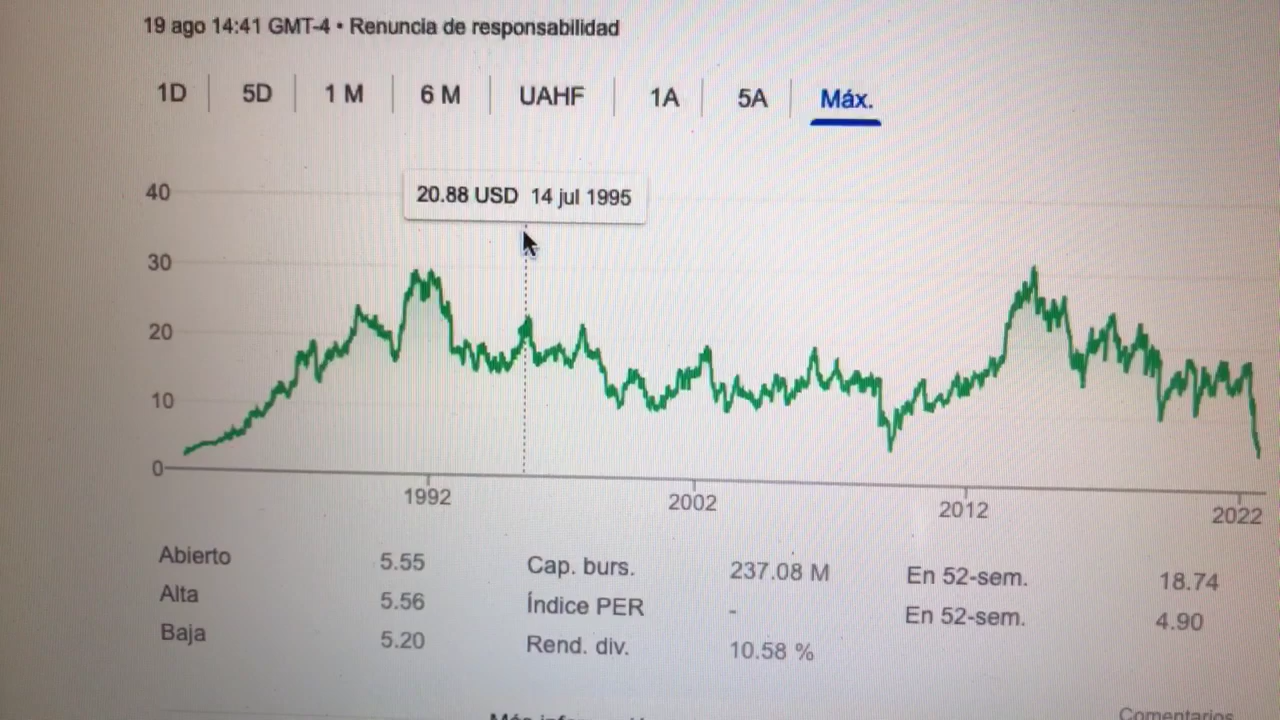 19 ago 14:41 GMT-4 • Renuncia de responsabilidad
1D 5D 1 M 6 M UAHF 1A 5A Máx.
20.88 USD 14 jul 1995
40
30
20
10
0
1992 2002 2012 2022
Abierto 5.55 Cap. burs. 237.08 M En 52-sem. 18.74
Alta 5.56 Índice PER - En 52-sem. 4.90
Baja 5.20 Rend. div. 10.58 %
Comentarios